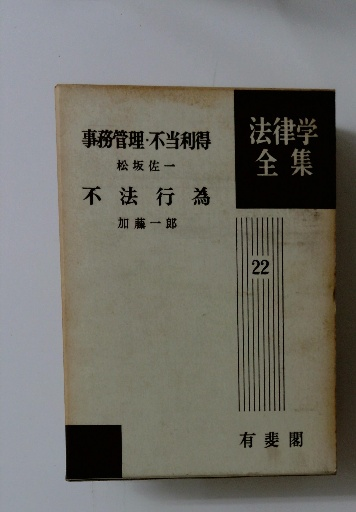 事務管理・不当利得
松坂佐一
不法行為
加藤一郎
法律学
全集
22
有斐閣